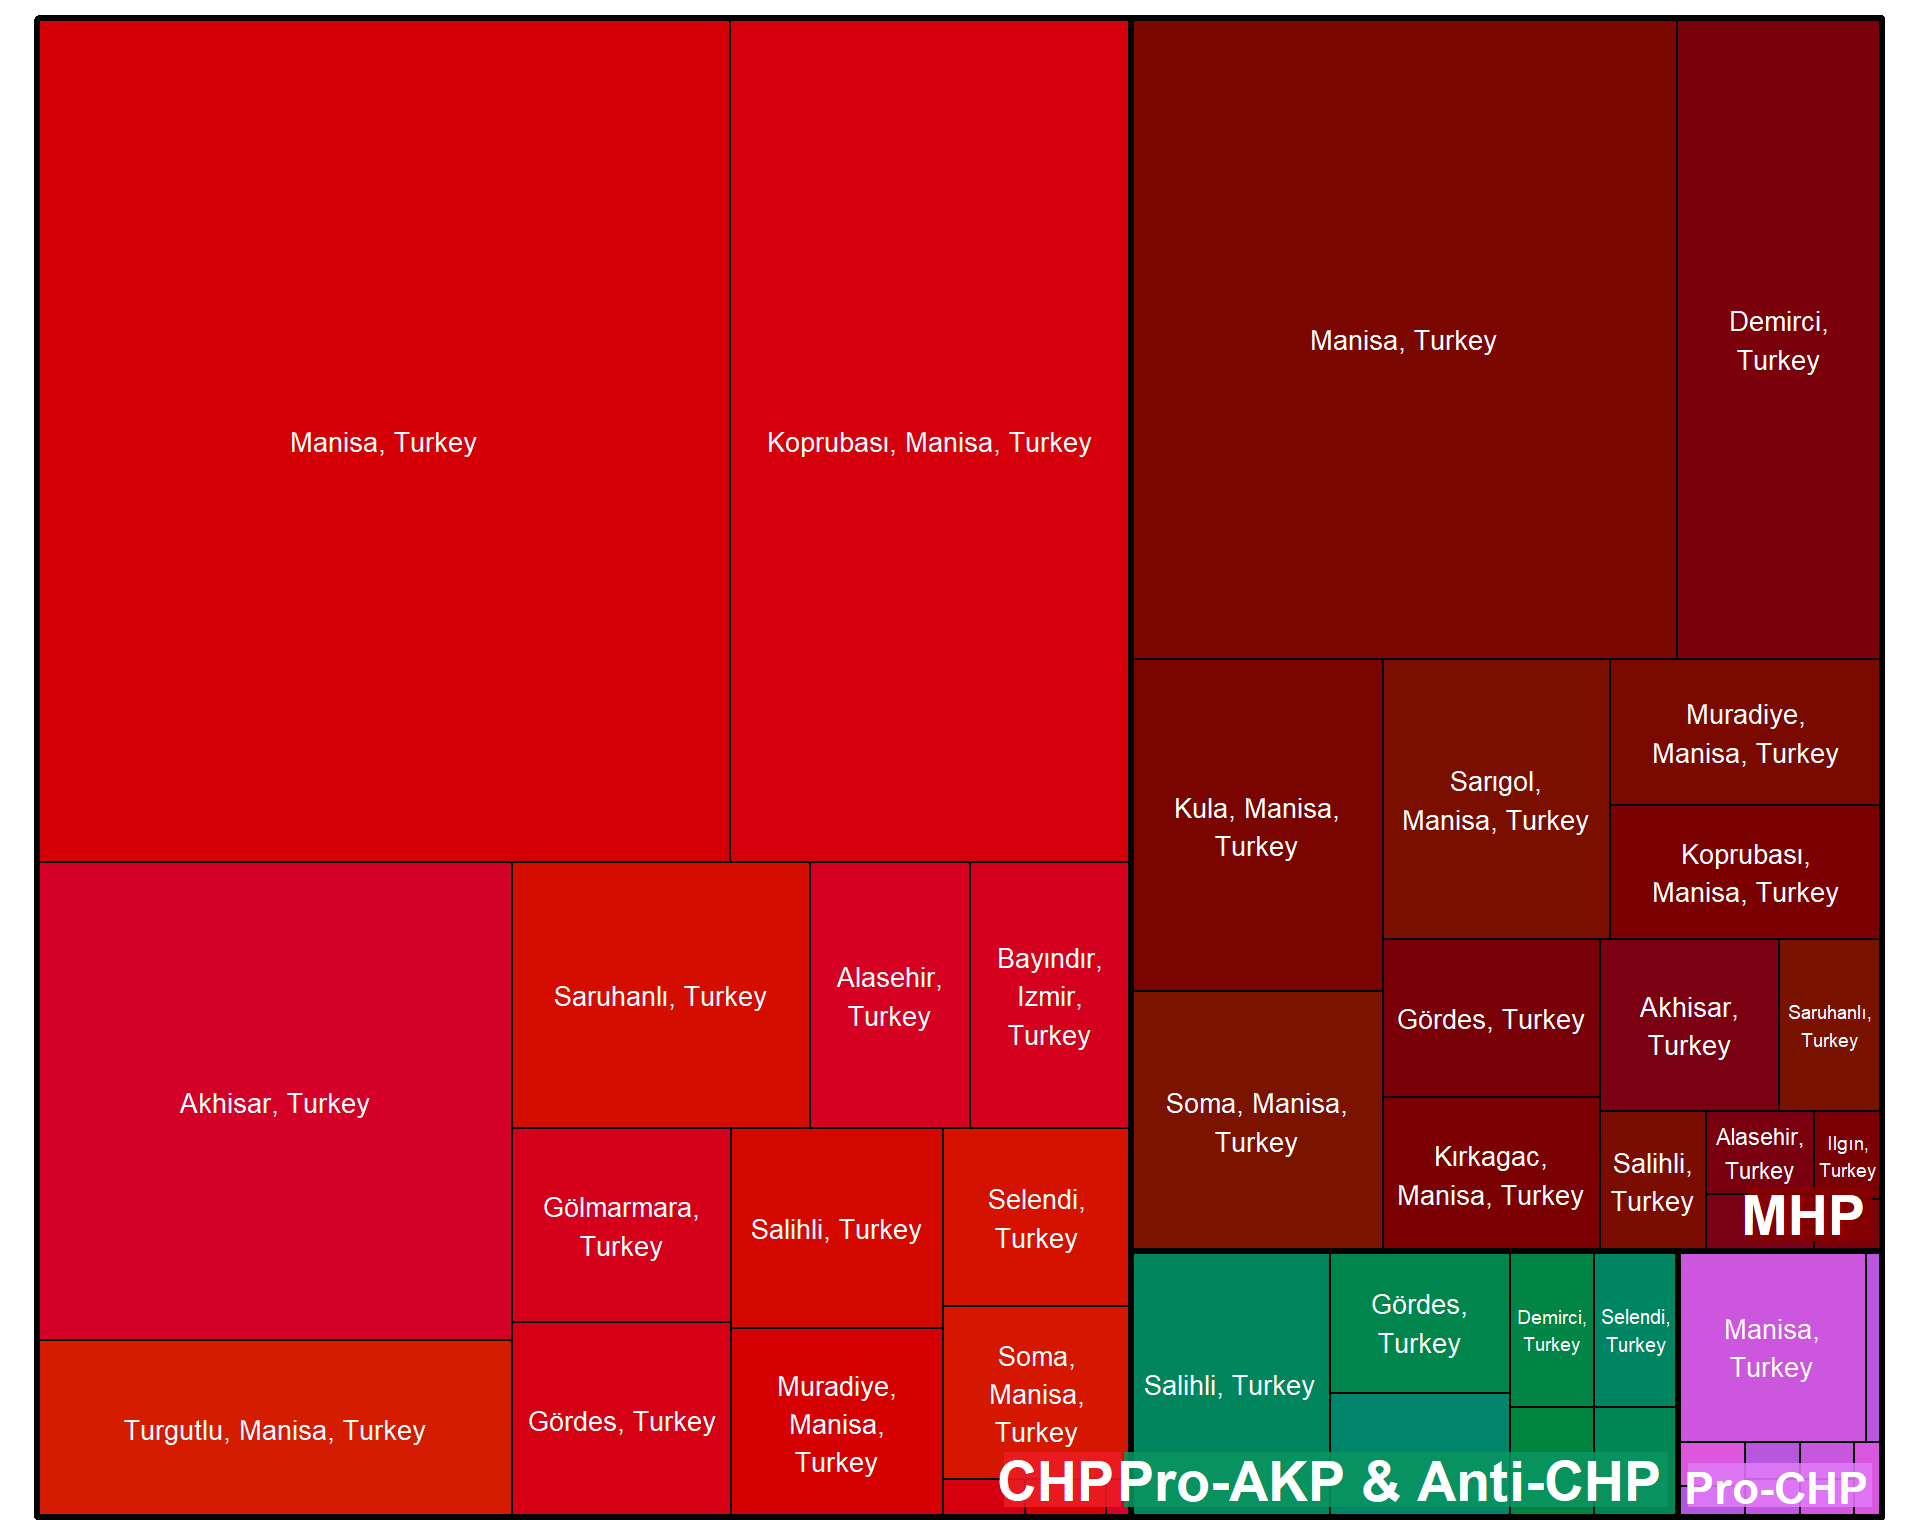 Manisa, Turkey
Koprubası, Manisa, Turkey
Akhisar, Turkey
Turgutlu, Manisa, Turkey
Saruhanlı, Turkey
Alasehir,
Turkey
Bayındır,
Izmir,
Turkey
Gölmarmara,
Turkey
Gördes, Turkey
Salihli, Turkey
Muradiye,
Manisa,
Turkey
Selendi,
Turkey
Soma,
Manisa,
Turkey
CHP
Manisa, Turkey
Demirci,
Turkey
Kula, Manisa,
Turkey
Soma, Manisa,
Turkey
Sarıgol,
Manisa, Turkey
Muradiye,
Manisa, Turkey
Koprubası,
Manisa, Turkey
Gördes, Turkey
Kırkagac,
Manisa, Turkey
Akhisar,
Turkey
Saruhanlı,
Turkey
Salihli,
Turkey
Alasehir,
Turkey
Ilgın,
Turkey
MHP
Salihli, Turkey
Gördes,
Turkey
Demirci,
Turkey
Selendi,
Turkey
Pro-AKP & Anti-CHP
Manisa,
Turkey
Pro-CHP